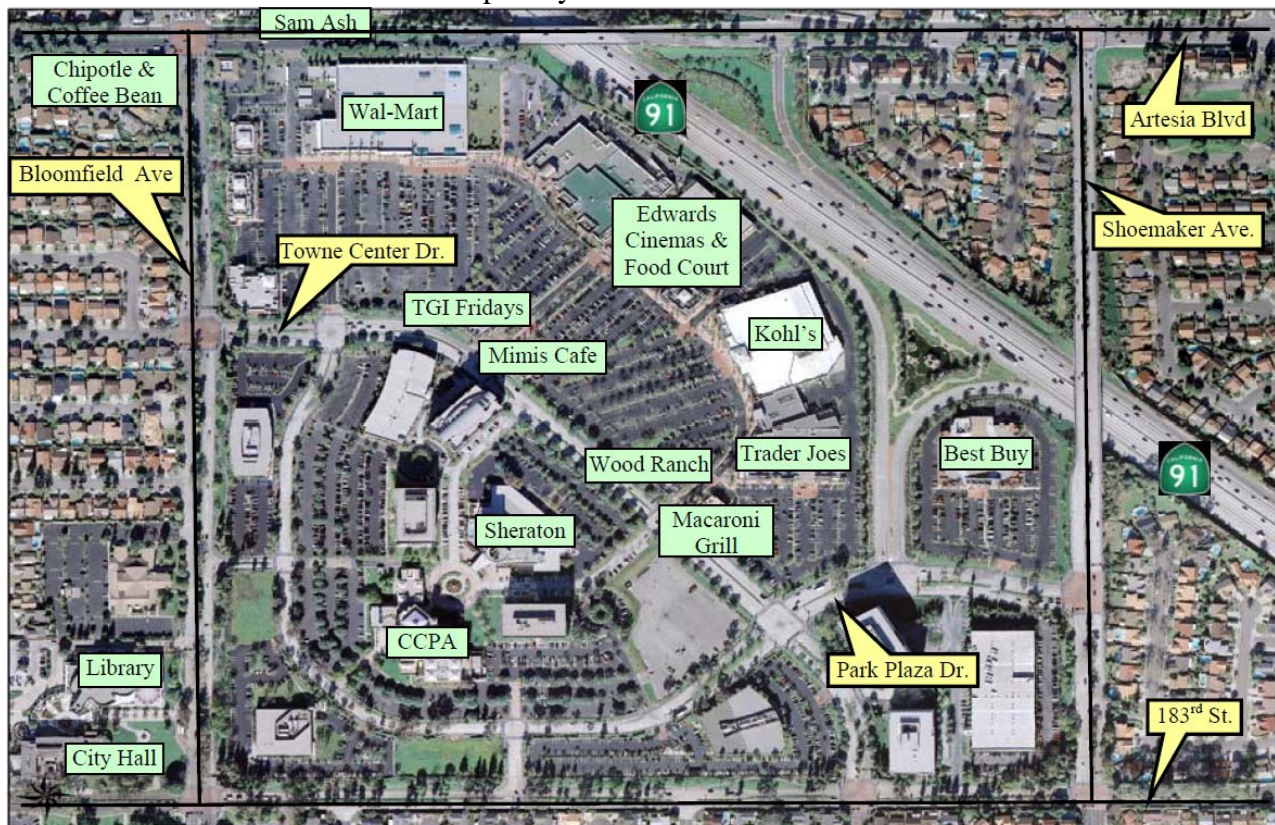 Sam Ash
Chipotle &
Coffee Bean
Wal-Mart
CALIFORNIA
91
Artesia Blvd
Bloomfield Ave
Edwards
Cinemas &
Food Court
Shoemaker Ave.
Towne Center Dr.
TGI Fridays
Kohl's
Mimis Cafe
Wood Ranch
Trader Joes
Best Buy
CALIFORNIA
91
Sheraton
Macaroni
Grill
CCPA
Library
Park Plaza Dr.
183rd St.
City Hall